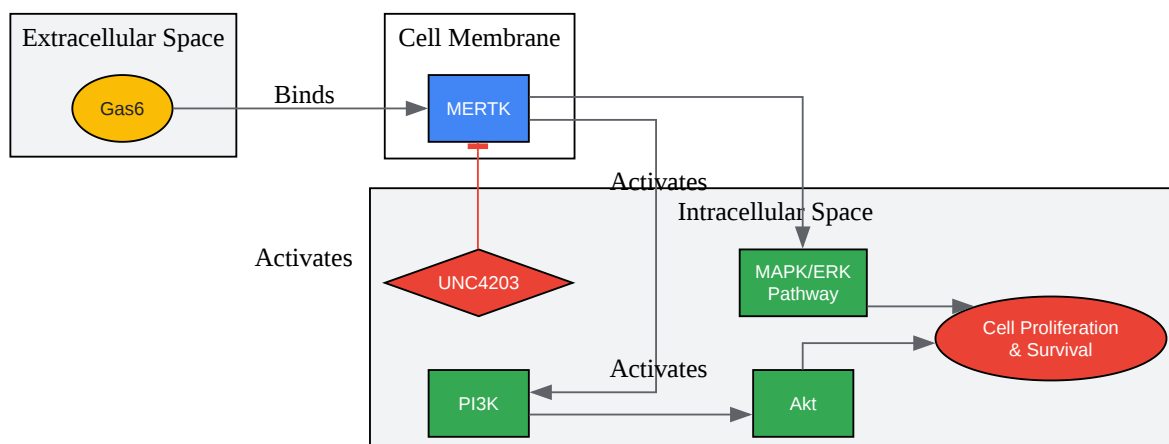 Extracellular Space
Cell Membrane
Gas6
Binds
MERTK
Activates
Intracellular Space
Activates
UNC4203
MAPK/ERK
Pathway
Cell Proliferation
& Survival
Activates
PI3K
Akt